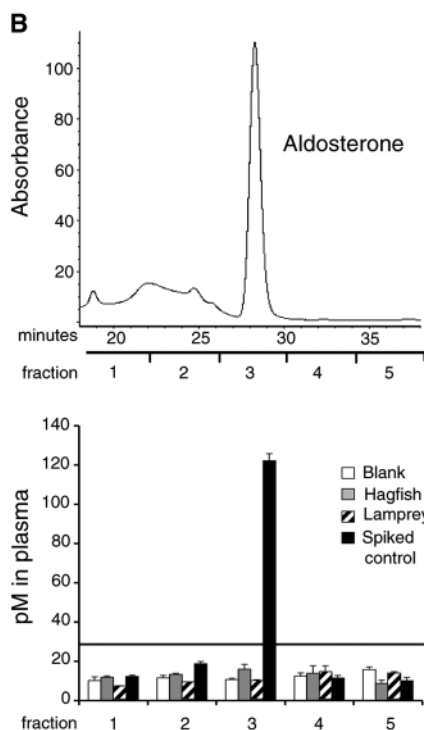 B
Absorbance
100
80
60
40
20
Aldosterone
minutes 20 25 30 35
fraction 1 2 3 4 5
pM in plasma
140
120
100
80
60
40
20
0
Blank
Hagfish
Lamprey
Spiked
control
fraction 1 2 3 4 5